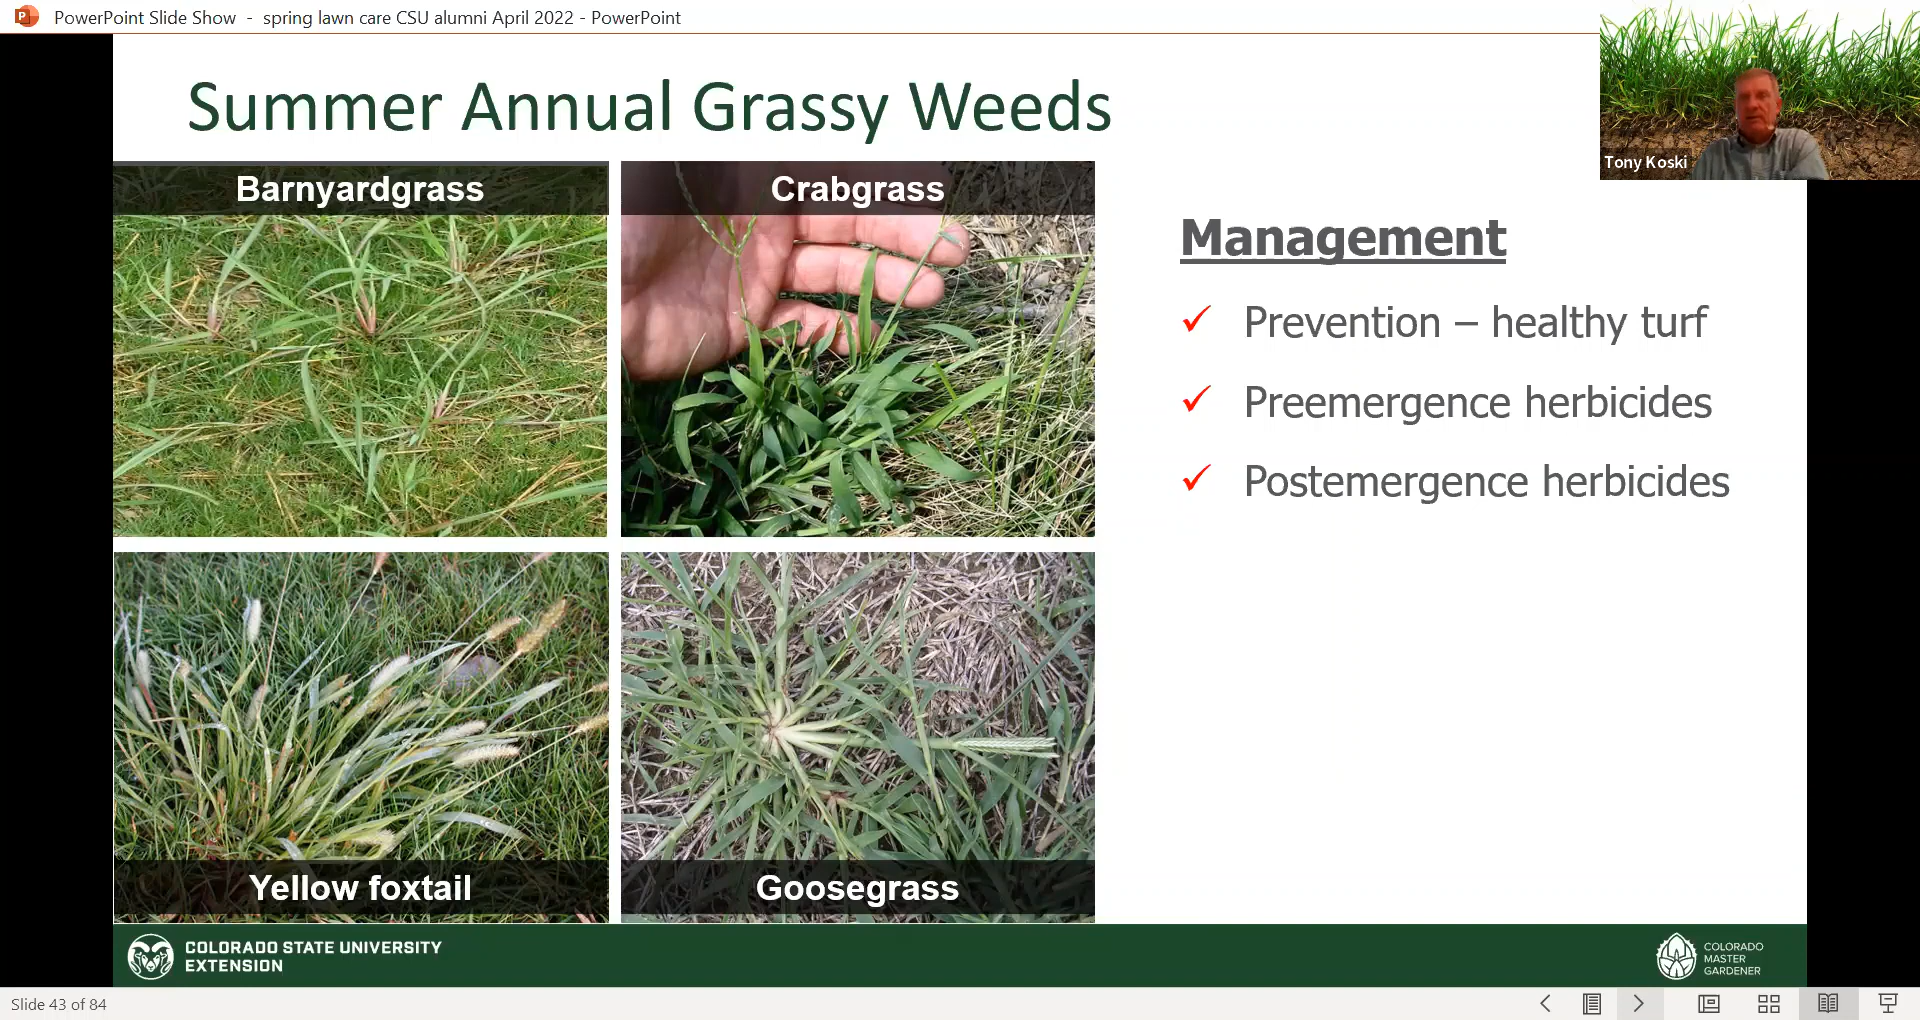 PowerPoint Slide Show - spring lawn care CSU alumni April 2022 - PowerPoint
Tony Koski
Summer Annual Grassy Weeds
Barnyardgrass
Crabgrass
Yellow foxtail
Goosegrass
Management
✓ Prevention – healthy turf
✓ Preemergence herbicides
✓ Postemergence herbicides
COLORADO STATE UNIVERSITY
EXTENSION
COLORADO
MASTER
GARDENER
Slide 43 of 84